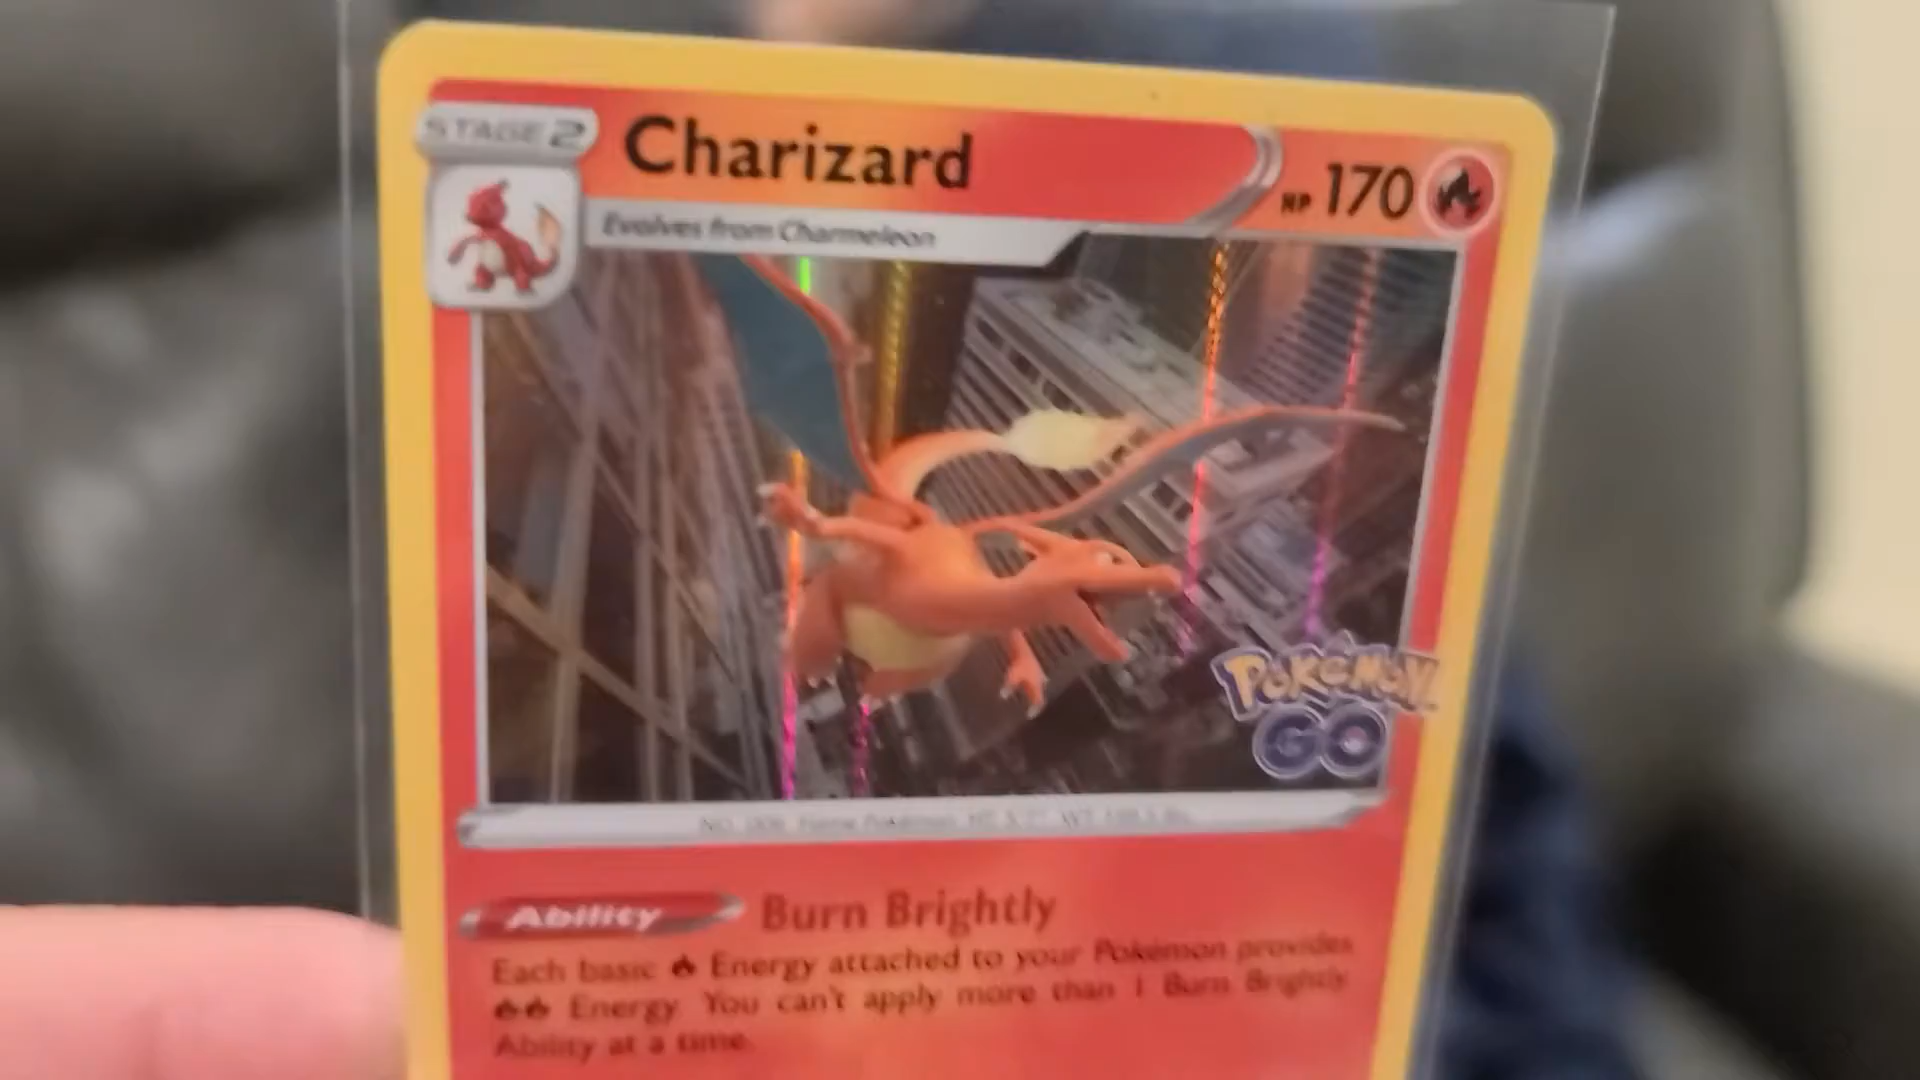 STAGE 2
Charizard
HP 170
Evolves from Charmeleon
POKÉMON
GO
Ability Burn Brightly
Each basic Energy attached to your Pokémon provides
Energy. You can't apply more than 1 Burn Brightly
Ability at a time.